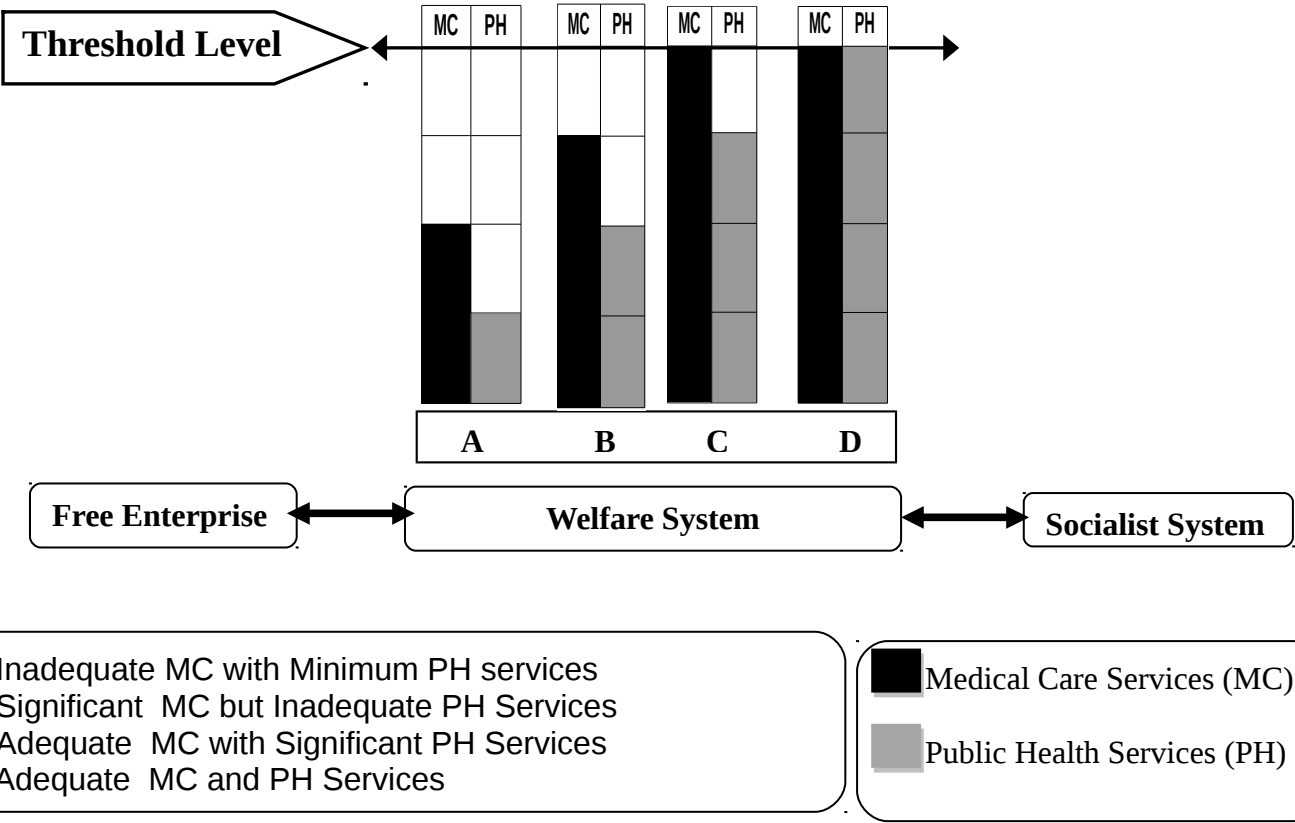 Threshold Level
MC PH MC PH MC PH MC PH
A B C D
Free Enterprise
Welfare System
Socialist System
Inadequate MC with Minimum PH services
Significant MC but Inadequate PH Services
Adequate MC with Significant PH Services
Adequate MC and PH Services
Medical Care Services (MC)
Public Health Services (PH)